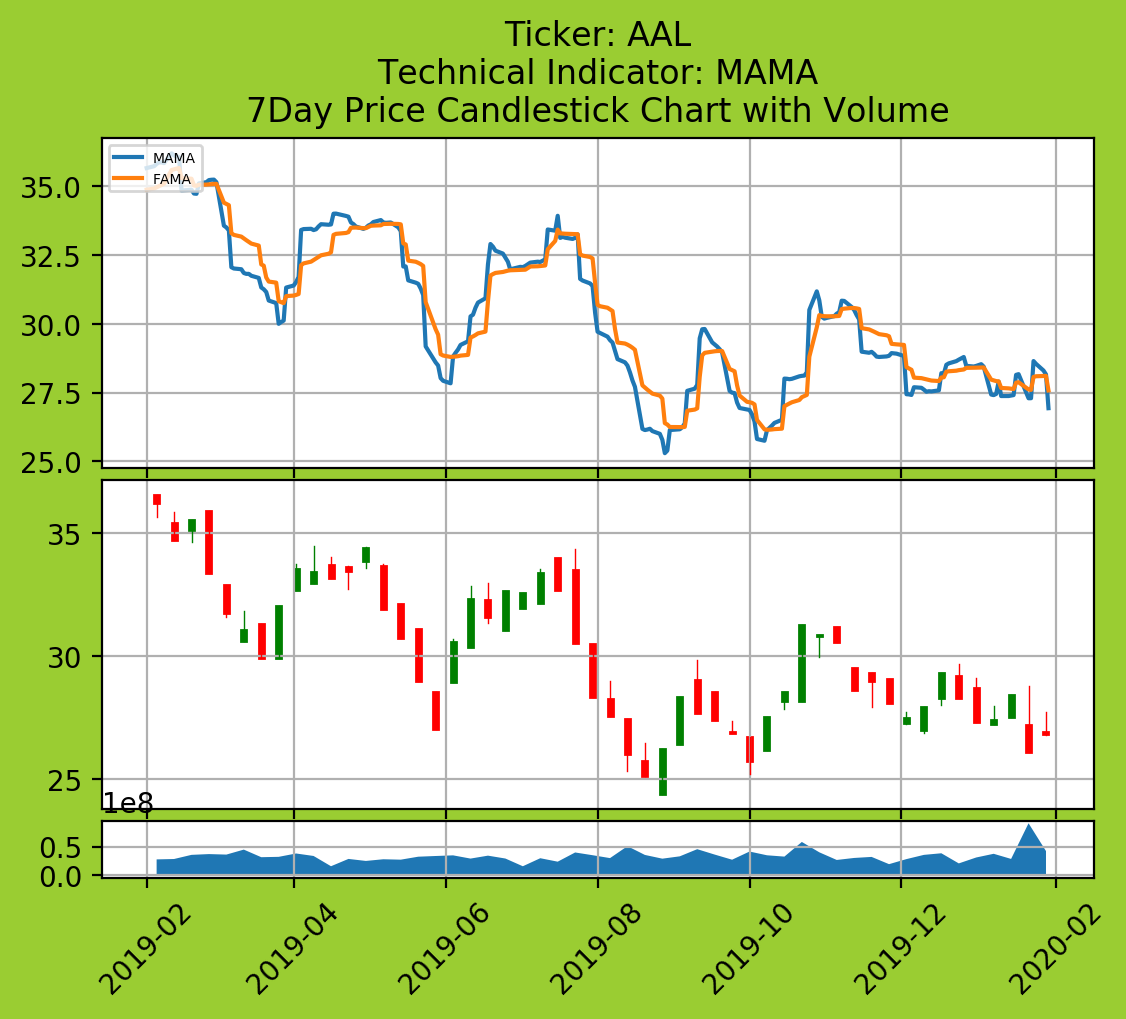 Ticker: AAL
Technical Indicator: MAMA
7Day Price Candlestick Chart with Volume
MAMA
FAMA
35.0
32.5
30.0
27.5
25.0
35
30
25
1e8
0.5
0.0
2019-02
2019-04
2019-06
2019-08
2019-10
2019-12
2020-02